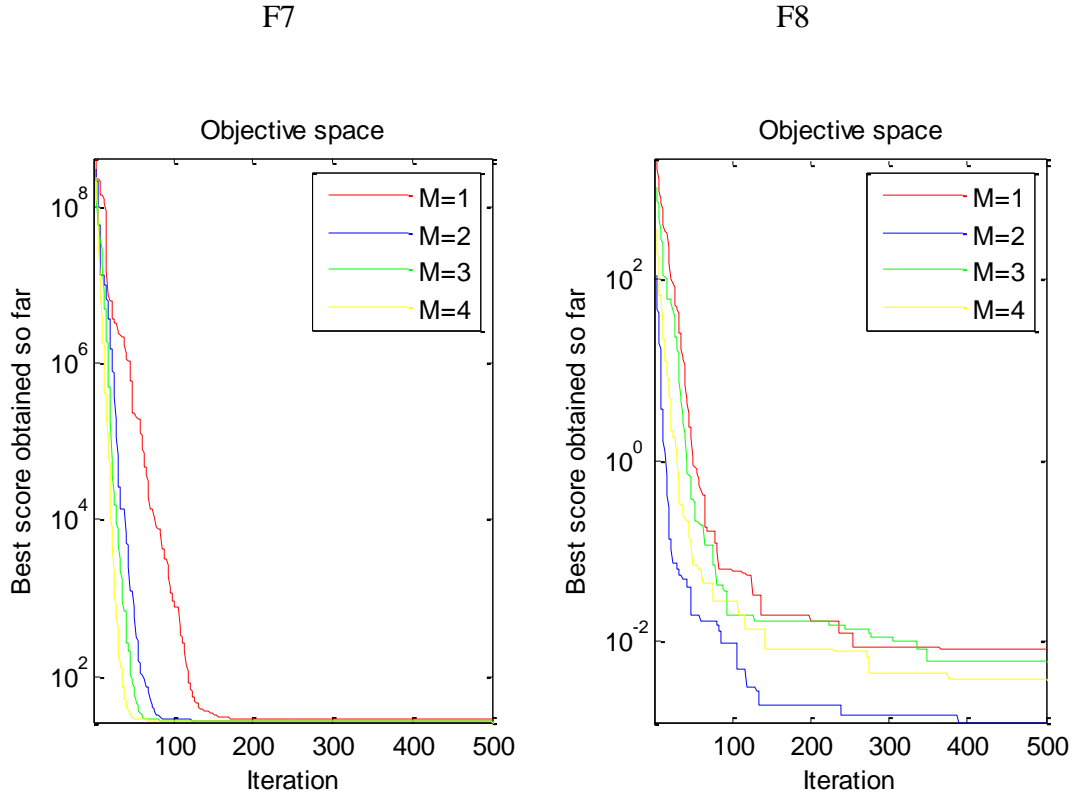 F7
F8
Objective space
10^8
10^6
10^4
10^2
Best score obtained so far
M=1
M=2
M=3
M=4
100
200
300
400
500
Iteration
Objective space
10^2
10^0
10^-2
Best score obtained so far
M=1
M=2
M=3
M=4
100
200
300
400
500
Iteration